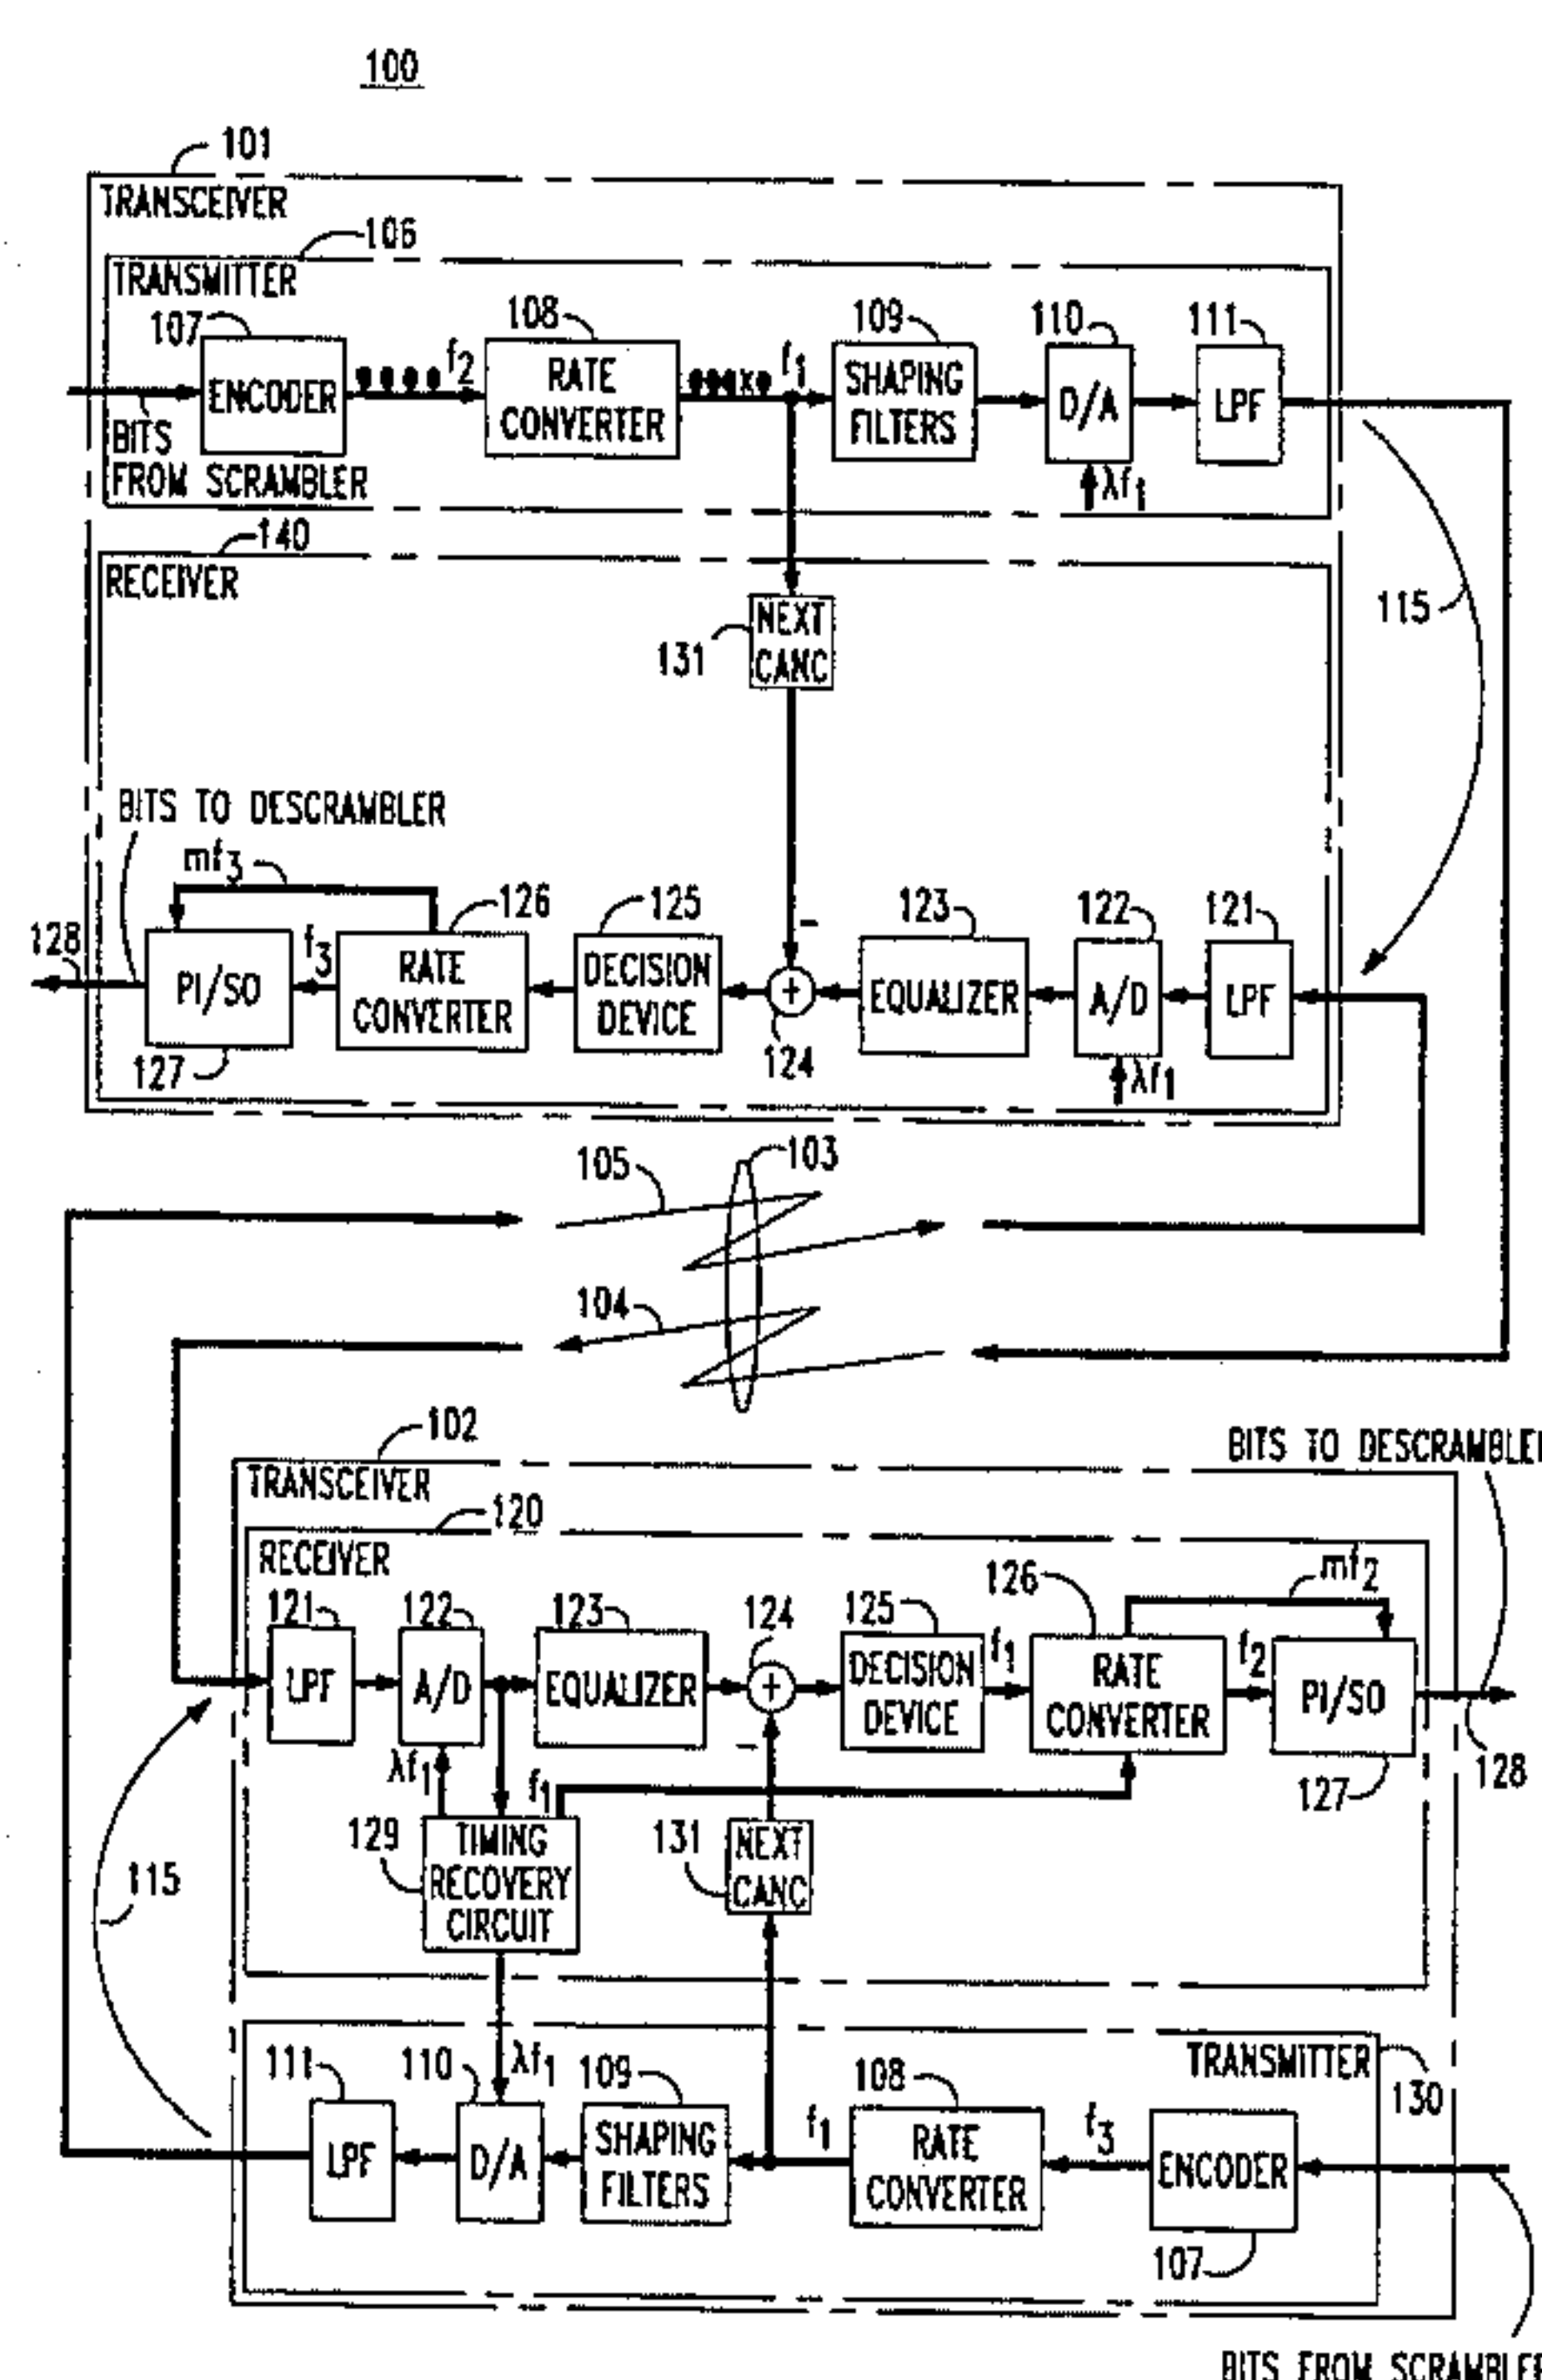 100
101
TRANSCEIVER
106
TRANSMITTER
107
108
109
110
111
ENCODER
f2
RATE
CONVERTER
f1
SHAPING
FILTERS
D/A
LPF
BITS
FROM SCRAMBLER
λf1
140
RECEIVER
115
NEXT
CANC
131
BITS TO DESCRAMBLER
mf3
126
125
123
122
121
128
PI/SO
f3
RATE
CONVERTER
DECISION
DEVICE
+
−
EQUALIZER
A/D
LPF
127
124
λf1
105
103
104
102
BITS TO DESCRAMBLER
TRANSCEIVER
120
RECEIVER
mf2
121
122
123
124
125
126
LPF
A/D
EQUALIZER
+
−
DECISION
DEVICE
f1
RATE
CONVERTER
f2
PI/SO
λf1
f1
127
128
129
TIMING
RECOVERY
CIRCUIT
131
NEXT
CANC
115
111
110
λf1
109
108
TRANSMITTER
130
LPF
D/A
SHAPING
FILTERS
f1
RATE
CONVERTER
f3
ENCODER
107
BITS FROM SCRAMBLER